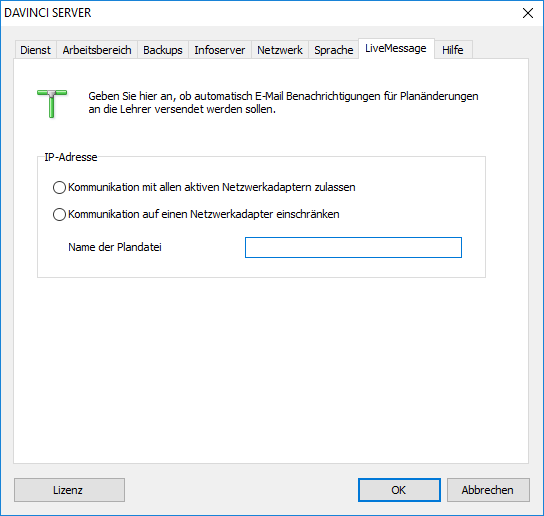 DAVINCI SERVER
Dienst Arbeitsbereich Backups Infoserver Netzwerk Sprache LiveMessage Hilfe
Geben Sie hier an, ob automatisch E-Mail Benachrichtigungen für Planänderungen
an die Lehrer versendet werden sollen.
IP-Adresse
Kommunikation mit allen aktiven Netzwerkadaptern zulassen
Kommunikation auf einen Netzwerkadapter einschränken
Name der Plandatei
Lizenz OK Abbrechen